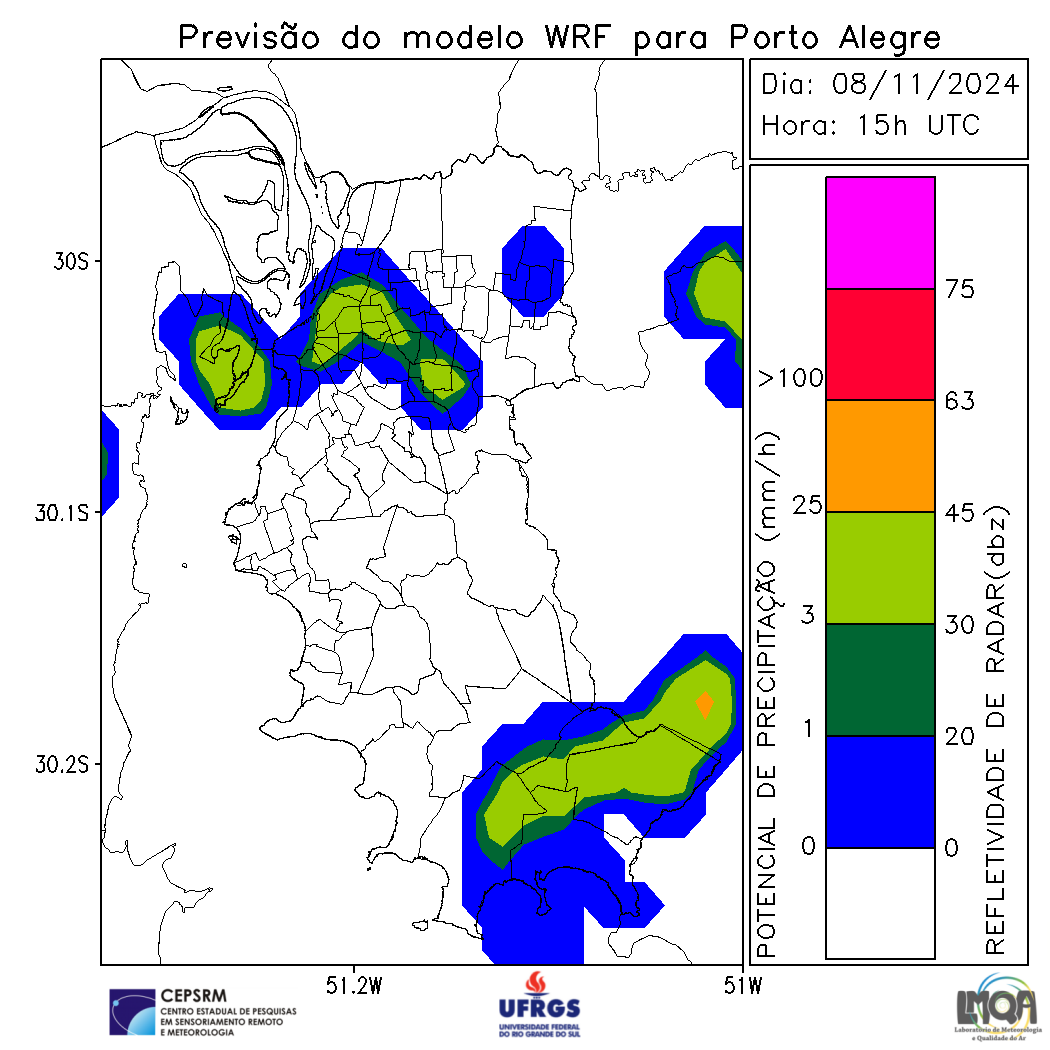 Previsão do modelo WRF para Porto Alegre
Dia: 08/11/2024
Hora: 15h UTC
30S
30.1S
30.2S
51.2W
51W
POTENCIAL DE PRECIPITAÇÃO (mm/h)
>100
25
3
1
0
75
63
45
30
20
0
REFLETIVIDADE DE RADAR(dbz)
CEPSRM
CENTRO ESTADUAL DE PESQUISAS
EM SENSORIAMENTO REMOTO
E METEOROLOGIA
UFRGS
UNIVERSIDADE FEDERAL
DO RIO GRANDE DO SUL
LMQA
Laboratório de Meteorologia
e Qualidade do Ar